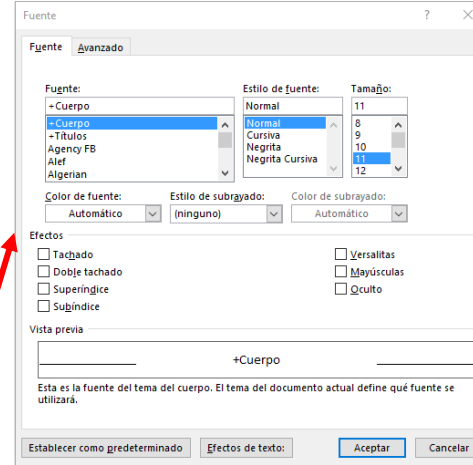 Fuente ?
Fuente Avanzado
Fuente: Estilo de fuente: Tamaño:
+Cuerpo Normal 11
+Cuerpo Normal 8
+Títulos Cursiva 9
Agency FB Negrita 10
Alef Negrita Cursiva 11
Algerian 12
Color de fuente: Estilo de subrayado: Color de subrayado:
Automático (ninguno) Automático
Efectos
Tachado Versalitas
Doble tachado Mayúsculas
Superíndice Oculto
Subíndice
Vista previa
+Cuerpo
Esta es la fuente del tema del cuerpo. El tema del documento actual define qué fuente se
utilizará.
Establecer como predeterminado Efectos de texto: Aceptar Cancelar